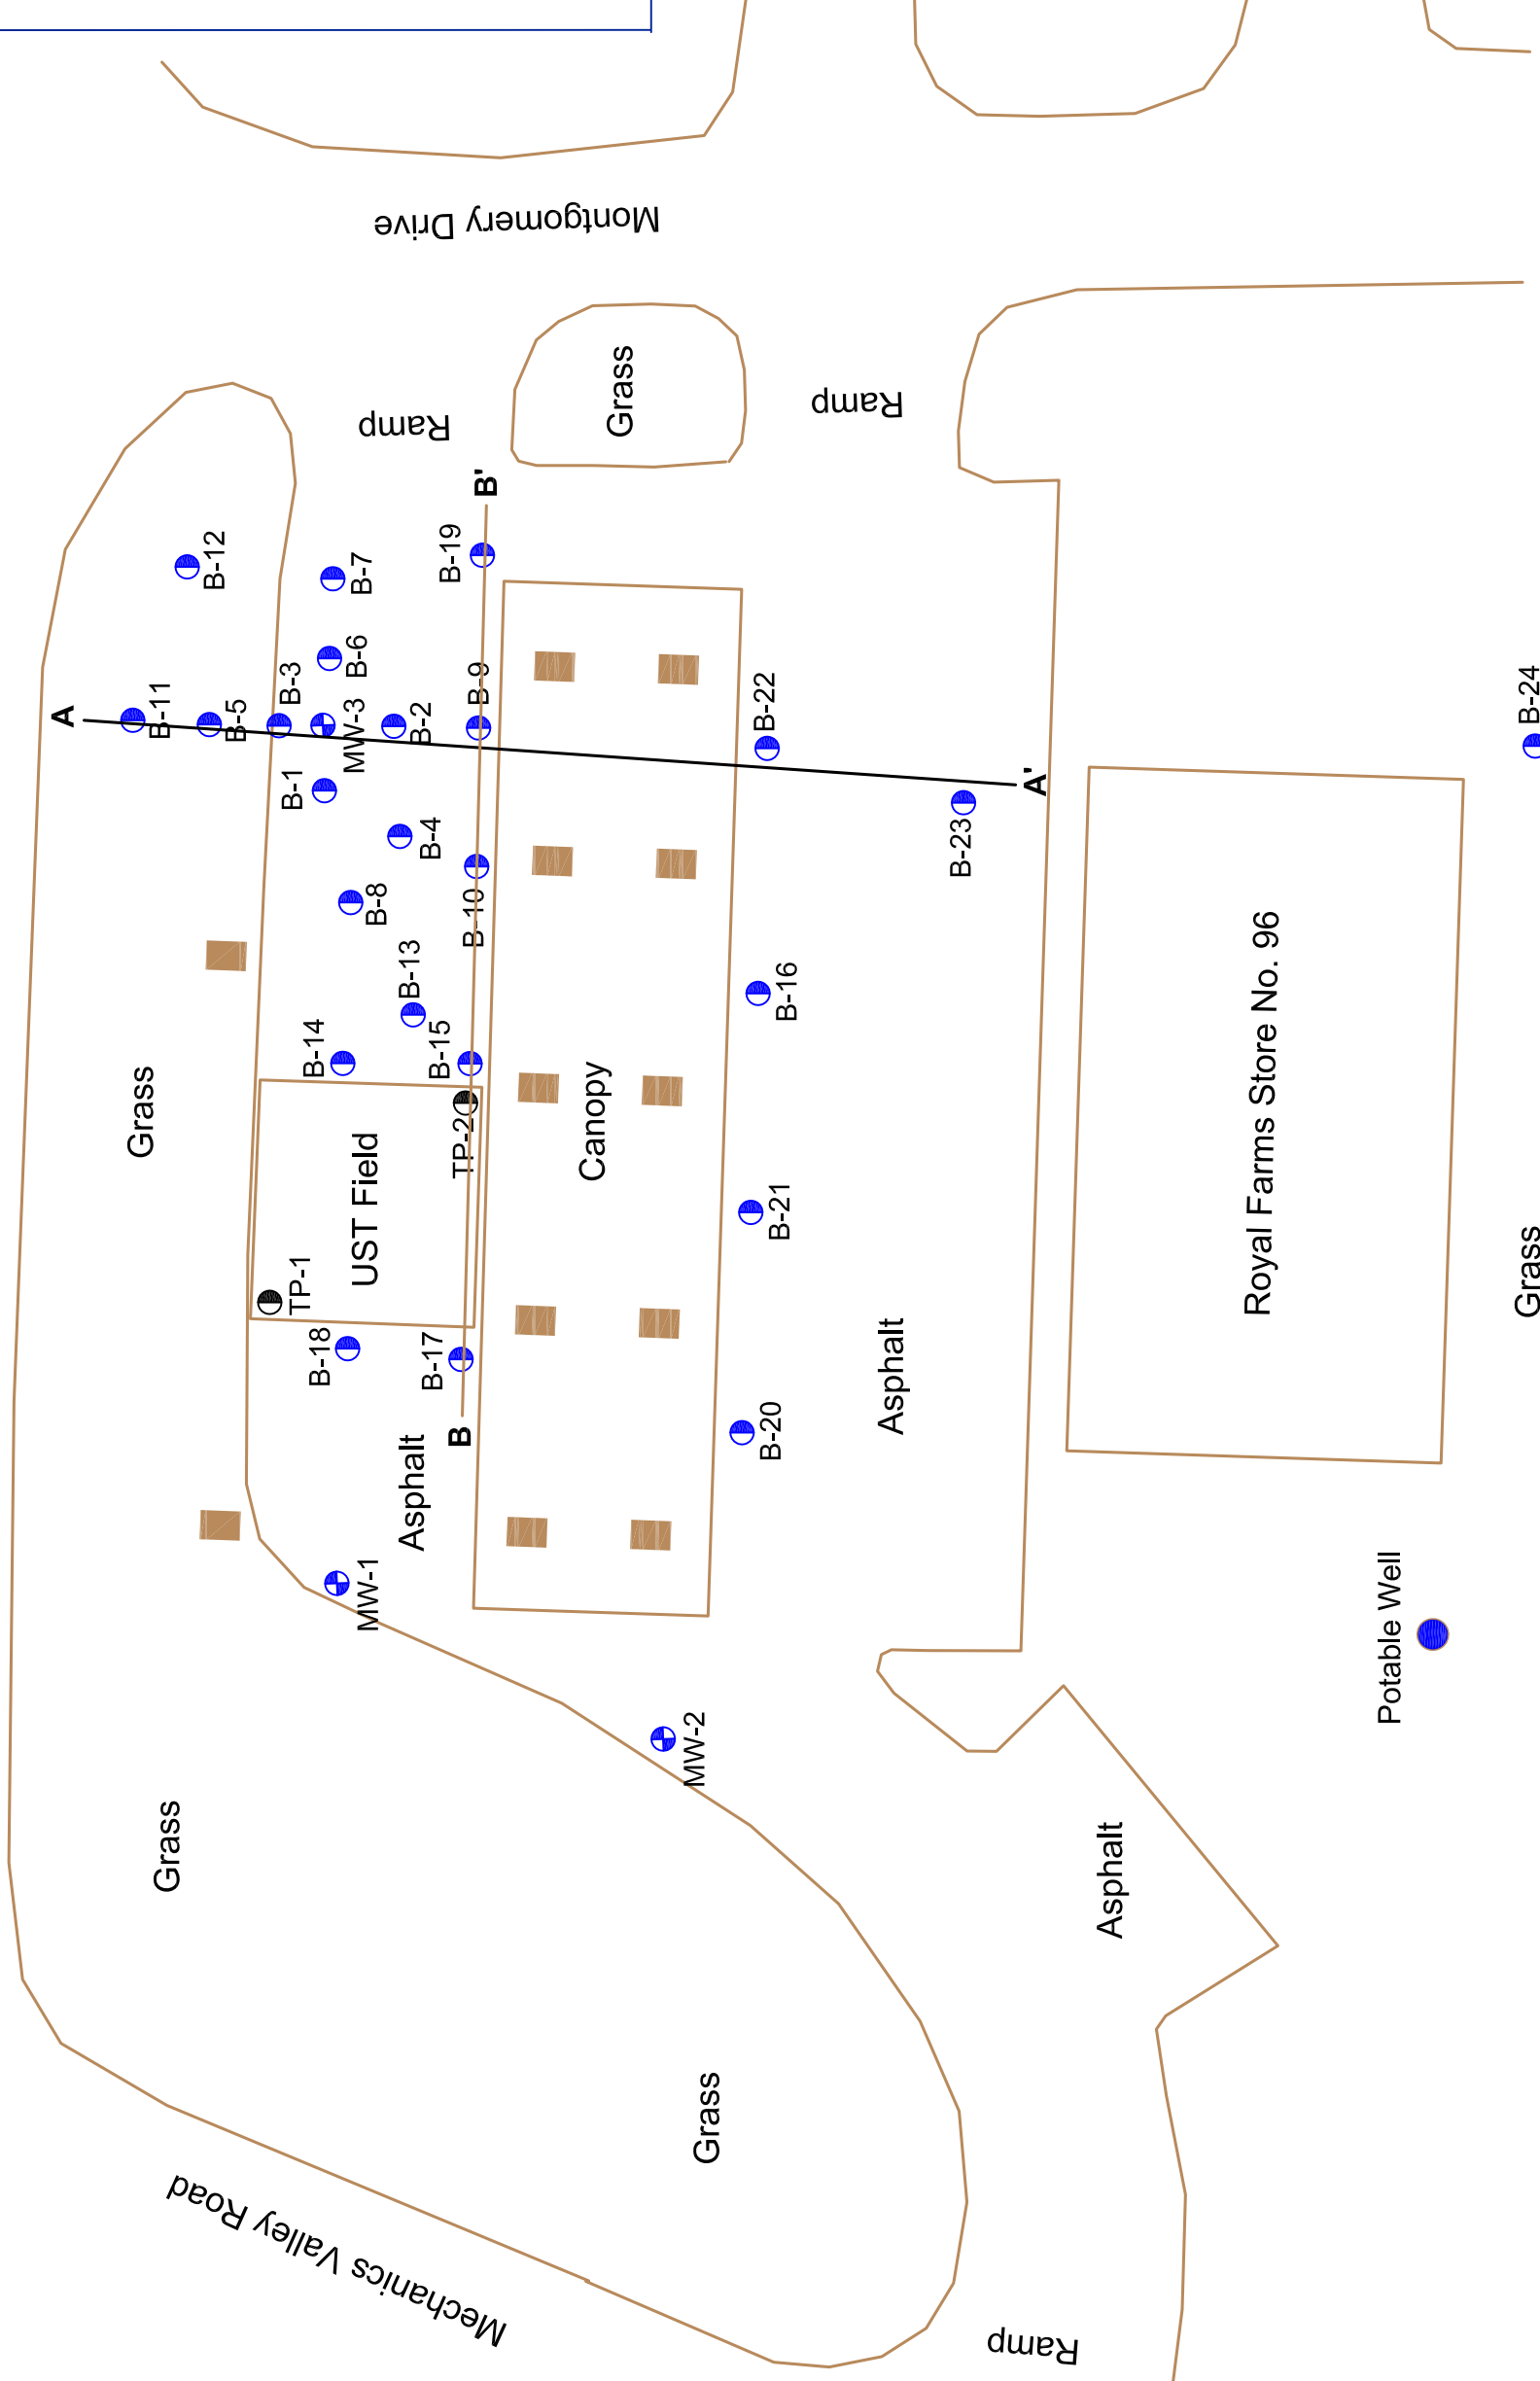 Montgomery Drive
Ramp
Grass
Ramp
B'
B-19
B-12
B-7
B-6
B-3
B-9
B-11
A
B-5
MW-3
B-2
B-22
B-24
B-1
A'
B-4
B-23
B-8
B-10
B-13
B-16
B-14
B-15
Grass
TP-2
Canopy
UST Field
Royal Farms Store No. 96
B-21
TP-1
Grass
B-18
B-17
Asphalt
B
B-20
Asphalt
MW-1
Potable Well
MW-2
Grass
Asphalt
Grass
Mechanics Valley Road
Ramp